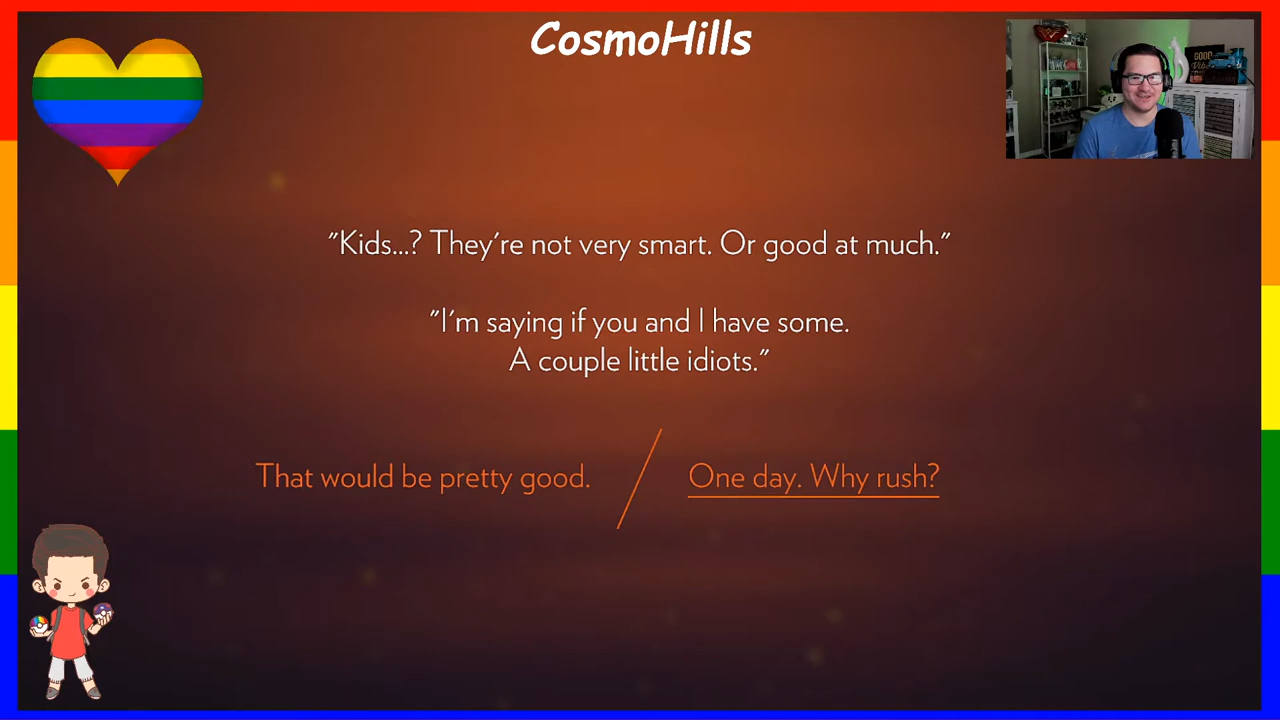 CosmoHills
GOOD
"Kids...? They're not very smart. Or good at much."
"I'm saying if you and I have some.
A couple little idiots."
That would be pretty good. / One day. Why rush?